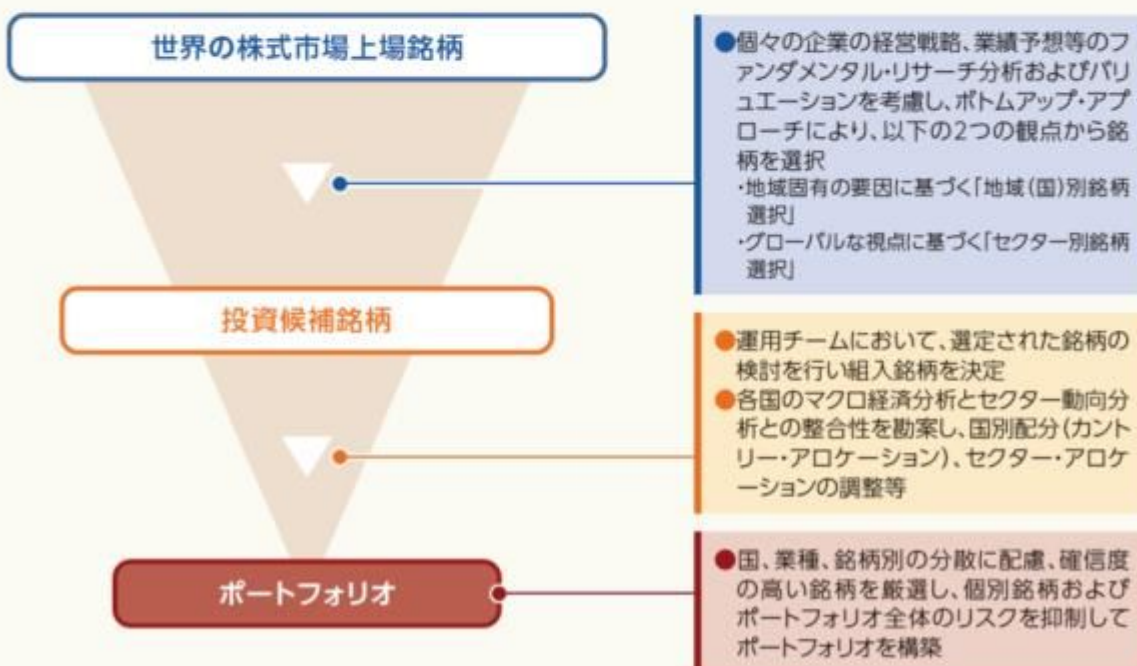 世界の株式市場上場銘柄
●個々の企業の経営戦略、業績予想等のフ
ァンダメンタル・リサーチ分析およびバリ
ュエーションを考慮し、ボトムアップ・アプ
ローチにより、以下の2つの観点から銘
柄を選択
・地域固有の要因に基づく「地域(国)別銘柄
選択」
・グローバルな視点に基づく「セクター別銘柄
選択」
投資候補銘柄
●運用チームにおいて、選定された銘柄の
検討を行い組入銘柄を決定
●各国のマクロ経済分析とセクター動向分
析との整合性を勘案し、国別配分(カント
リー・アロケーション)、セクター・アロケ
ーションの調整等
ポートフォリオ
●国、業種、銘柄別の分散に配慮、確信度
の高い銘柄を厳選し、個別銘柄および
ポートフォリオ全体のリスクを抑制して
ポートフォリオを構築